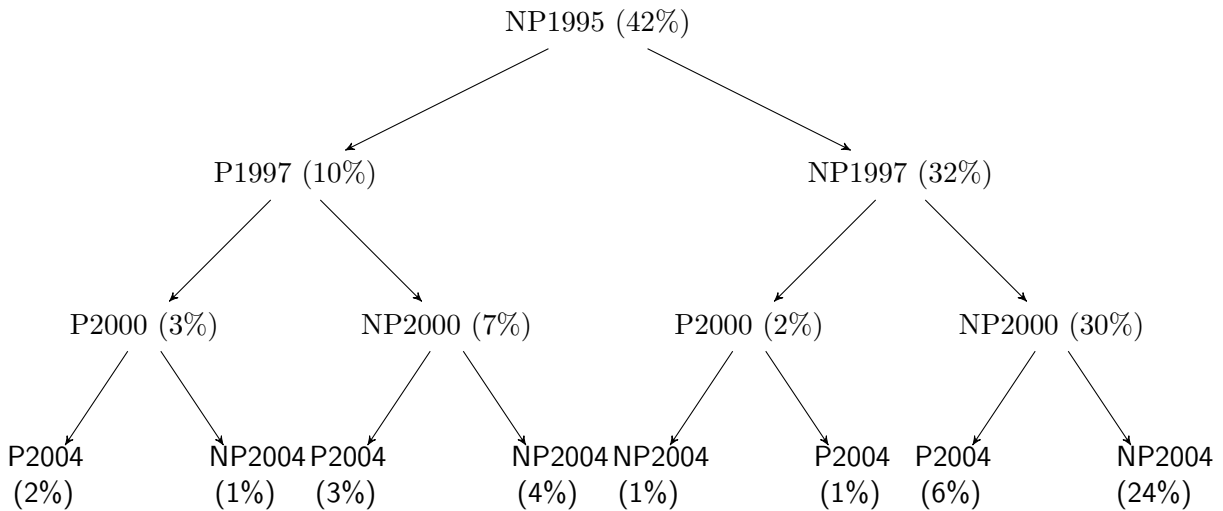 NP1995 (42%)
P1997 (10%)
NP1997 (32%)
P2000 (3%)
NP2000 (7%)
P2000 (2%)
NP2000 (30%)
P2004
(2%)
NP2004
(1%)
P2004
(3%)
NP2004
(4%)
NP2004
(1%)
P2004
(1%)
P2004
(6%)
NP2004
(24%)